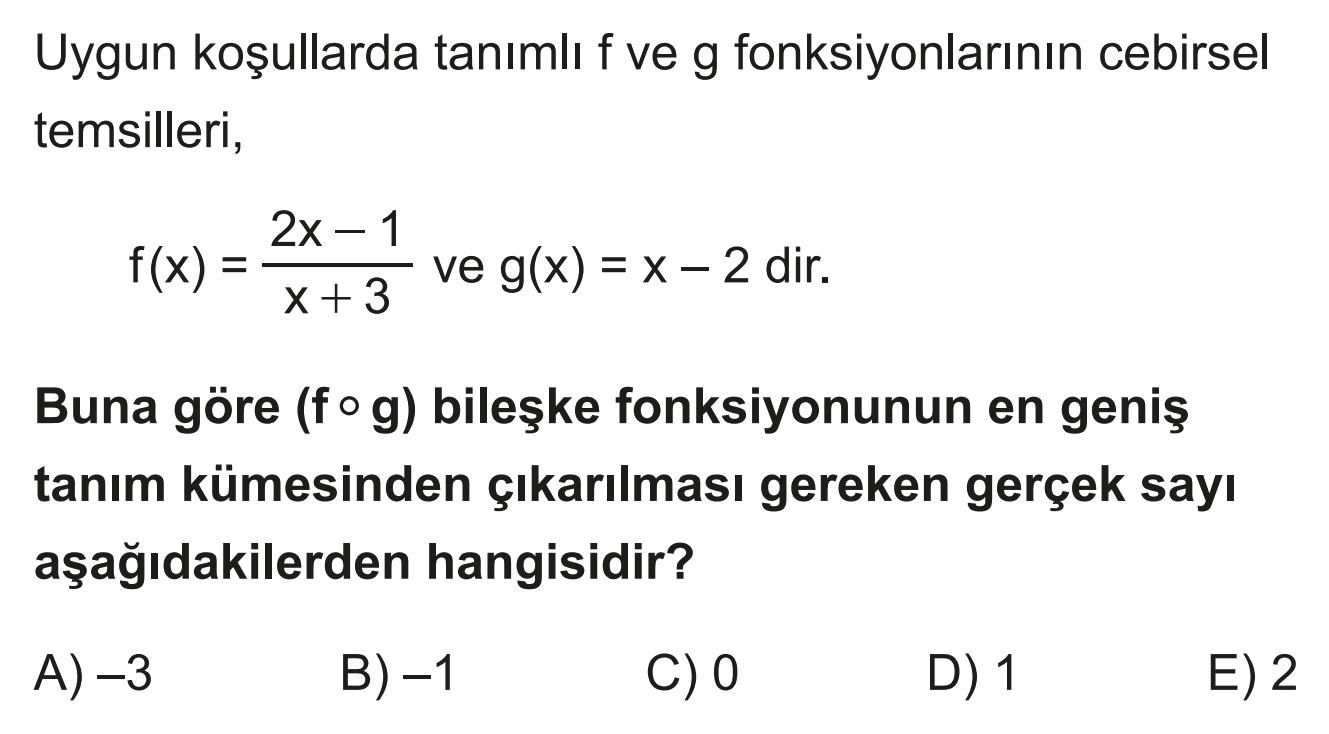 Uygun koşullarda tanımlı f ve g fonksiyonlarının cebirsel
temsilleri,
f(x) = \frac{2x – 1}{x + 3} ve g(x) = x – 2 dir.
Buna göre (f ∘ g) bileşke fonksiyonunun en geniş
tanım kümesinden çıkarılması gereken gerçek sayı
aşağıdakilerden hangisidir?
A) –3 B) –1 C) 0 D) 1 E) 2